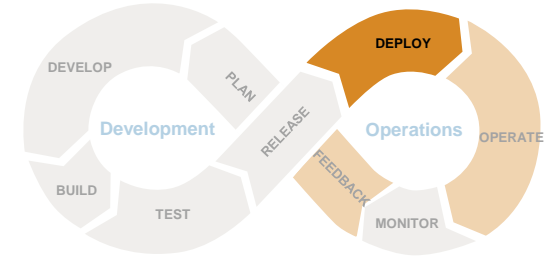 DEPLOY
DEVELOP
PLAN
RELEASE
Development
Operations
OPERATE
FEEDBACK
BUILD
TEST
MONITOR